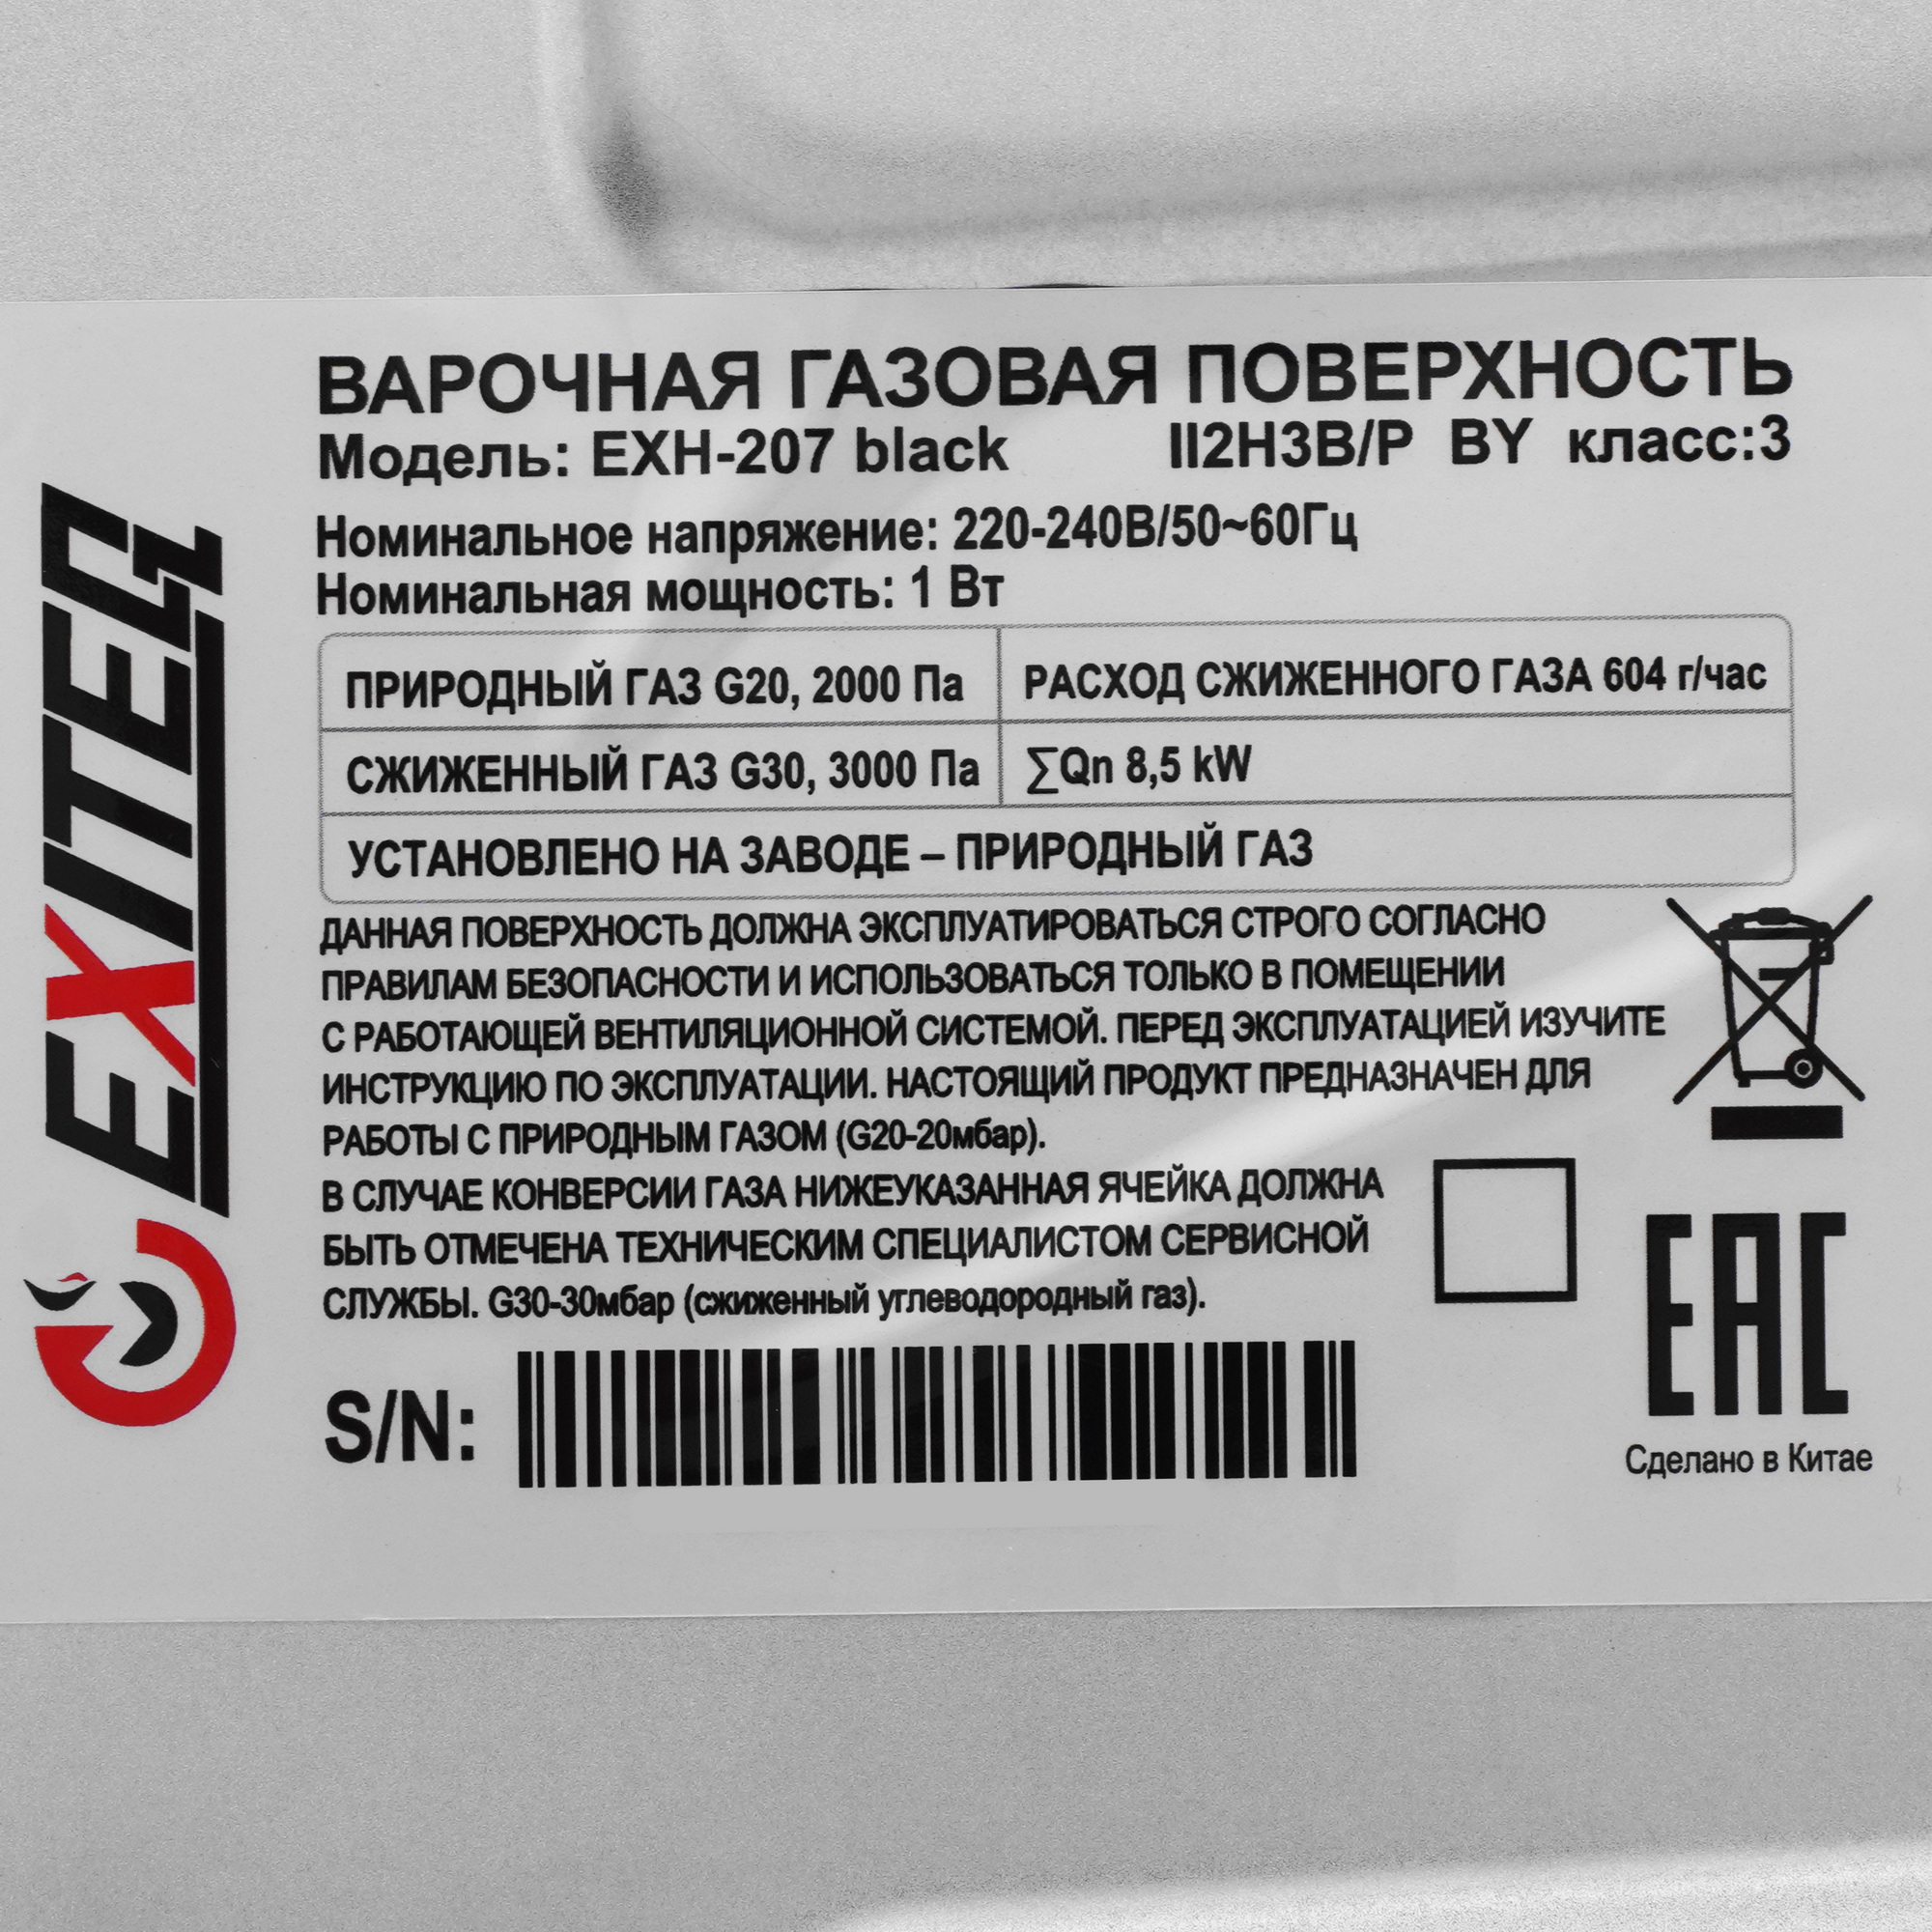 EXITEQ
ВАРОЧНАЯ ГАЗОВАЯ ПОВЕРХНОСТЬ
Модель: EXH-207 black II2H3B/P BY класс:3
Номинальное напряжение: 220-240В/50~60Гц
Номинальная мощность: 1 Вт
ПРИРОДНЫЙ ГАЗ G20, 2000 Па РАСХОД СЖИЖЕННОГО ГАЗА 604 г/час
СЖИЖЕННЫЙ ГАЗ G30, 3000 Па ∑Qn 8,5 kW
УСТАНОВЛЕНО НА ЗАВОДЕ – ПРИРОДНЫЙ ГАЗ
ДАННАЯ ПОВЕРХНОСТЬ ДОЛЖНА ЭКСПЛУАТИРОВАТЬСЯ СТРОГО СОГЛАСНО
ПРАВИЛАМ БЕЗОПАСНОСТИ И ИСПОЛЬЗОВАТЬСЯ ТОЛЬКО В ПОМЕЩЕНИИ
С РАБОТАЮЩЕЙ ВЕНТИЛЯЦИОННОЙ СИСТЕМОЙ. ПЕРЕД ЭКСПЛУАТАЦИЕЙ ИЗУЧИТЕ
ИНСТРУКЦИЮ ПО ЭКСПЛУАТАЦИИ. НАСТОЯЩИЙ ПРОДУКТ ПРЕДНАЗНАЧЕН ДЛЯ
РАБОТЫ С ПРИРОДНЫМ ГАЗОМ (G20-20мбар).
В СЛУЧАЕ КОНВЕРСИИ ГАЗА НИЖЕУКАЗАННАЯ ЯЧЕЙКА ДОЛЖНА
БЫТЬ ОТМЕЧЕНА ТЕХНИЧЕСКИМ СПЕЦИАЛИСТОМ СЕРВИСНОЙ
СЛУЖБЫ. G30-30мбар (сжиженный углеводородный газ).
S/N:
EAC
Сделано в Китае